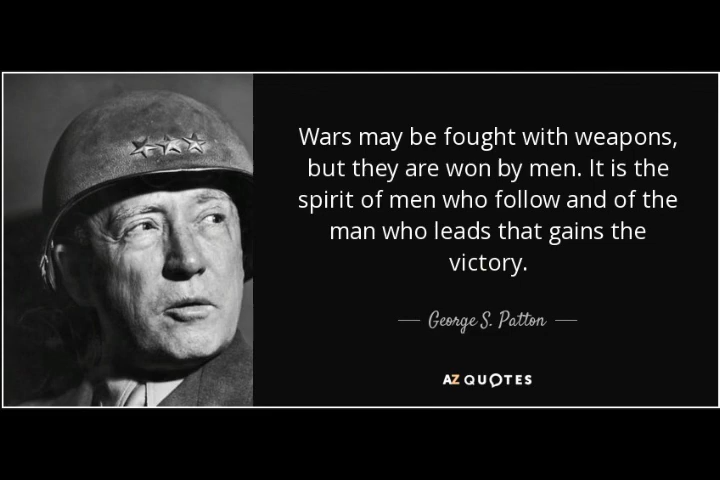 Wars may be fought with weapons,
but they are won by men. It is the
spirit of men who follow and of the
man who leads that gains the
victory.
George S. Patton
AZ QUOTES